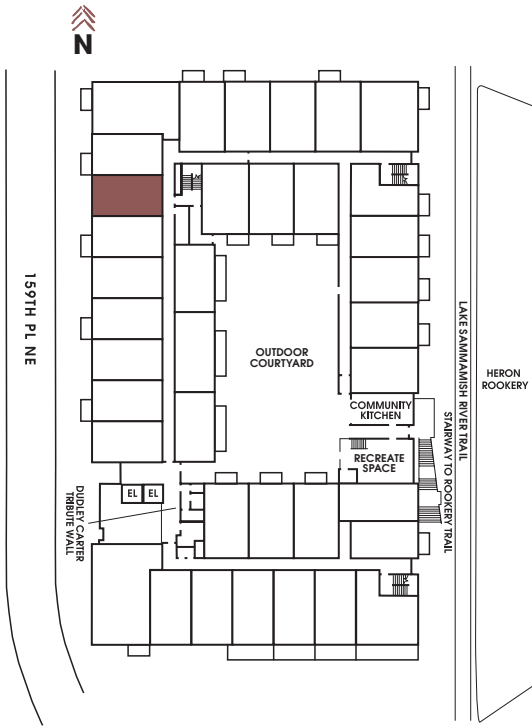 N
159TH PL NE
OUTDOOR
COURTYARD
LAKE SAMMAMISH RIVER TRAIL
HERON
ROOKERY
COMMUNITY
KITCHEN
RECREATE
SPACE
STAIRWAY TO ROOKERY TRAIL
EL
EL
DUDLEY CARTER
TRIBUTE WALL